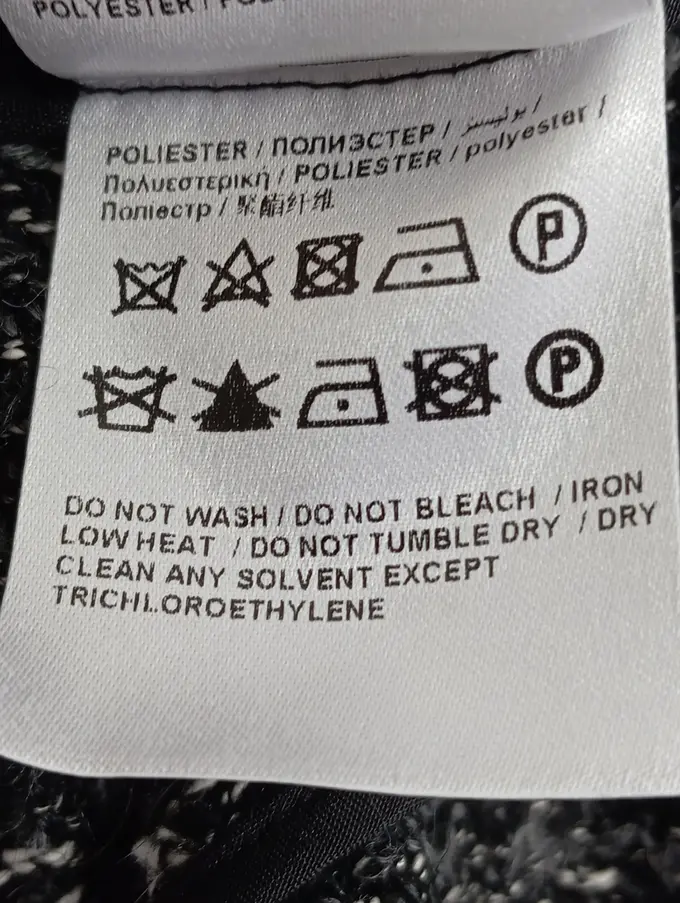 POLYESTER /
POLIESTER / ПОЛИЭСТЕР / بوليستر /
Πολυεστερική / POLIESTER / polyester /
Поліестр / 聚酯纤维
P
P
DO NOT WASH / DO NOT BLEACH / IRON
LOW HEAT / DO NOT TUMBLE DRY / DRY
CLEAN ANY SOLVENT EXCEPT
TRICHLOROETHYLENE